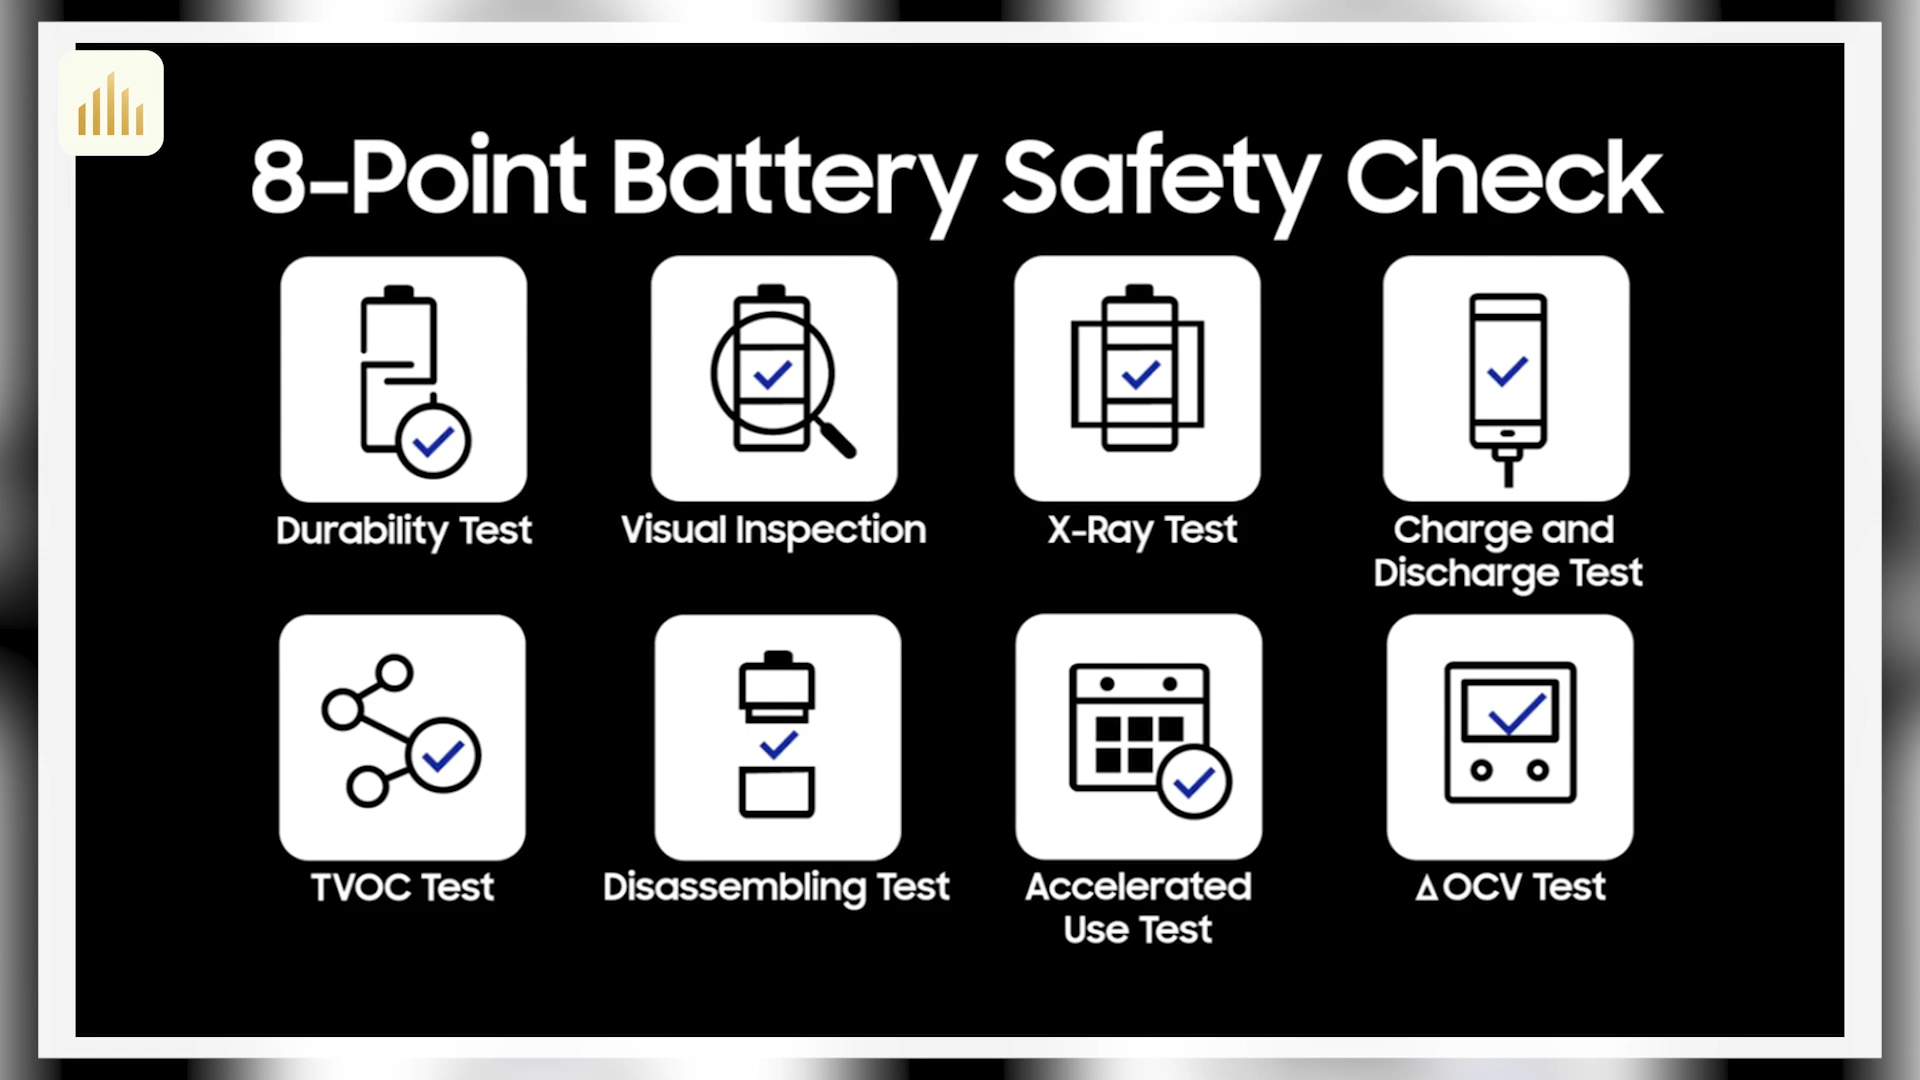 8-Point Battery Safety Check
Durability Test
Visual Inspection
X-Ray Test
Charge and
Discharge Test
TVOC Test
Disassembling Test
Accelerated
Use Test
Δ OCV Test